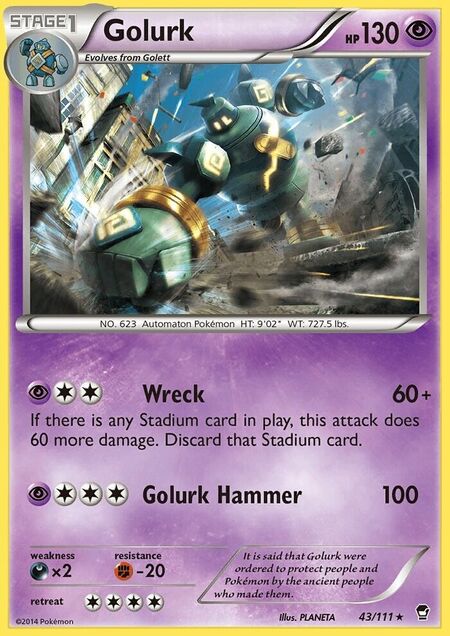 STAGE1
Golurk
HP 130
Evolves from Golett
NO. 623 Automaton Pokémon HT: 9'02" WT: 727.5 lbs.
Wreck 60+
If there is any Stadium card in play, this attack does
60 more damage. Discard that Stadium card.
Golurk Hammer 100
weakness resistance
×2 -20
retreat
It is said that Golurk were
ordered to protect people and
Pokémon by the ancient people
who made them.
©2014 Pokémon
Illus. PLANETA 43/111 ★